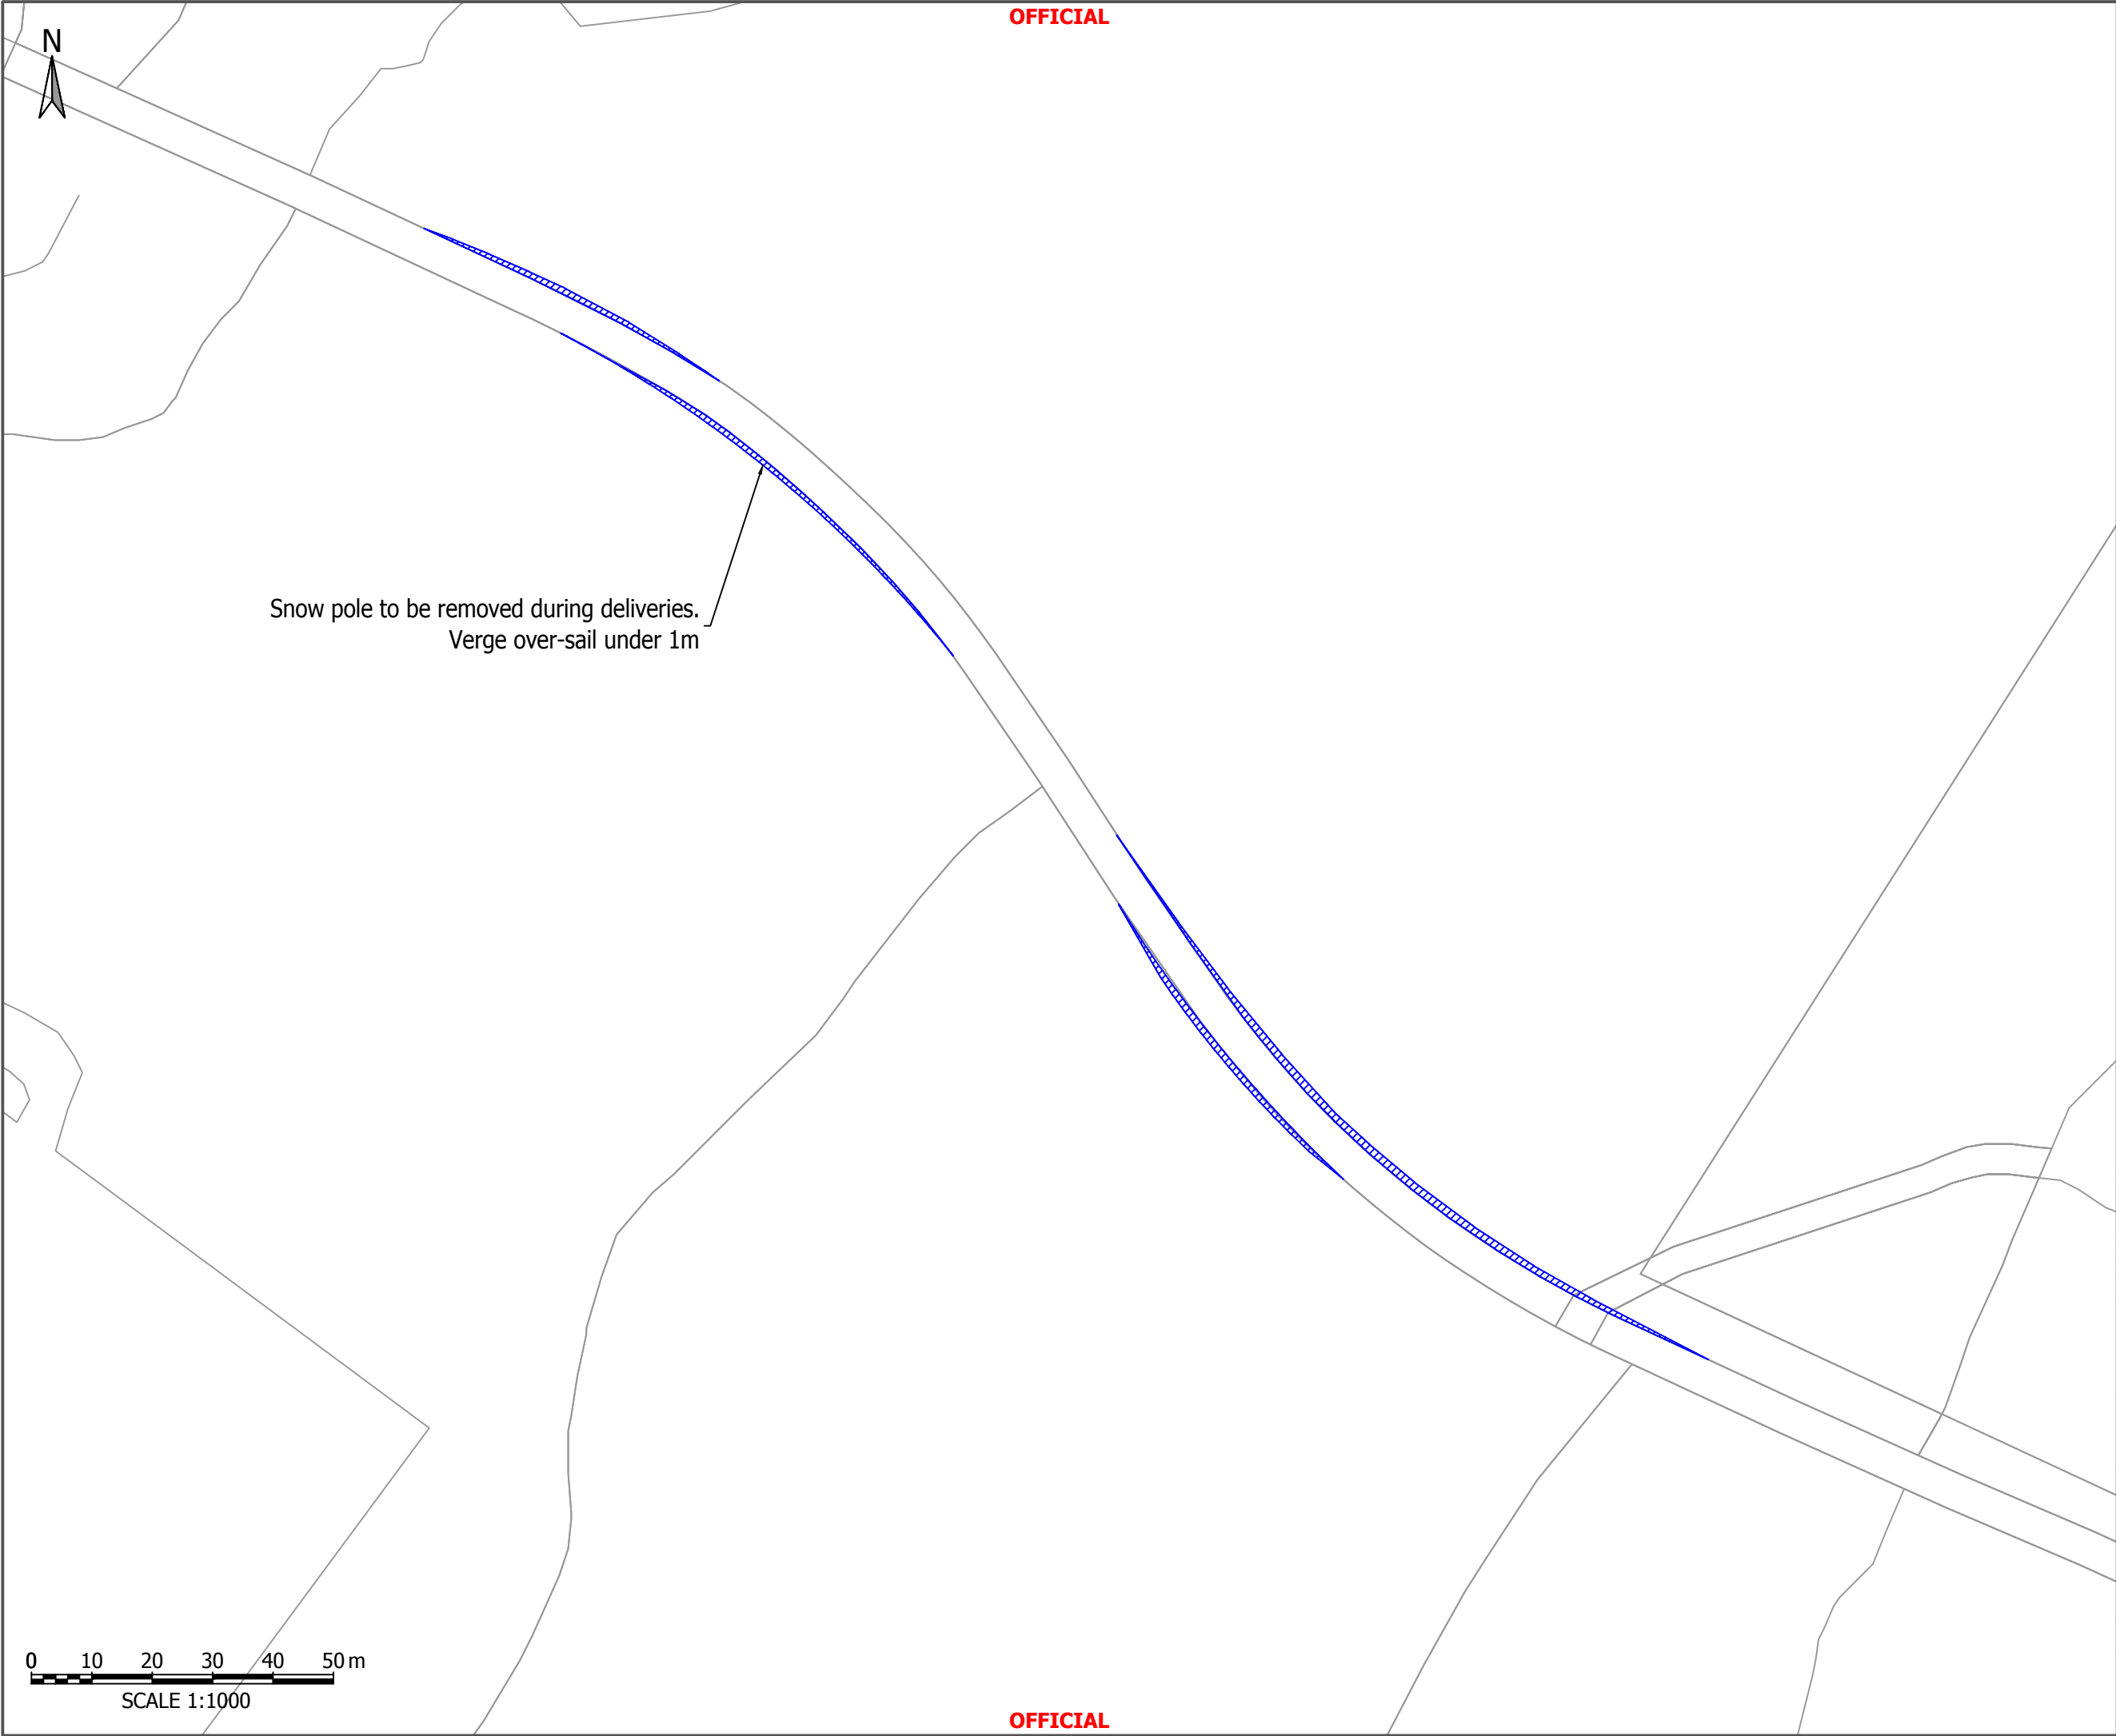 OFFICIAL
N
Snow pole to be removed during deliveries.
Verge over-sail under 1m
0 10 20 30 40 50 m
SCALE 1:1000
OFFICIAL